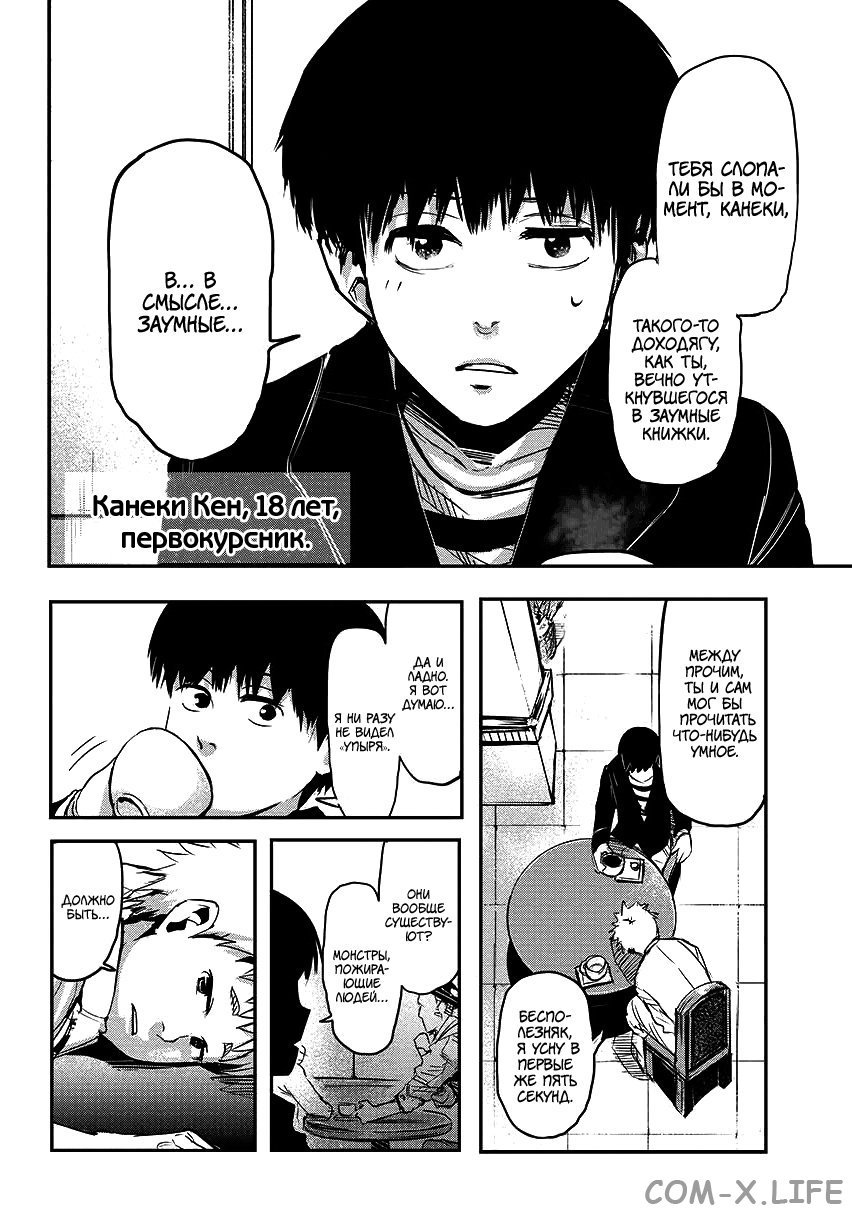 ТЕБЯ СЛОПА-
ЛИ БЫ В МО-
МЕНТ, КАНЕКИ,
ТАКОГО-ТО
ДОХОДЯГУ,
КАК ТЫ,
ВЕЧНО УТ-
КНУВШЕГОСЯ
В ЗАУМНЫЕ
КНИЖКИ.
В... В
СМЫСЛЕ...
ЗАУМНЫЕ...
Канеки Кен, 18 лет,
первокурсник.
МЕЖДУ
ПРОЧИМ,
ТЫ И САМ
МОГ БЫ
ПРОЧИТАТЬ
ЧТО-НИБУДЬ
УМНОЕ.
БЕСПО-
ЛЕЗНЯК,
Я УСНУ В
ПЕРВЫЕ
ЖЕ ПЯТЬ
СЕКУНД.
ДА И
ЛАДНО.
Я ВОТ
ДУМАЮ...
Я НИ РАЗУ
НЕ ВИДЕЛ
«УПЫРЯ».
ОНИ
ВООБЩЕ
СУЩЕСТВУ-
ЮТ?
МОНСТРЫ,
ПОЖИРА-
ЮЩИЕ
ЛЮДЕЙ...
ДОЛЖНО
БЫТЬ...
COM-X.LIFE